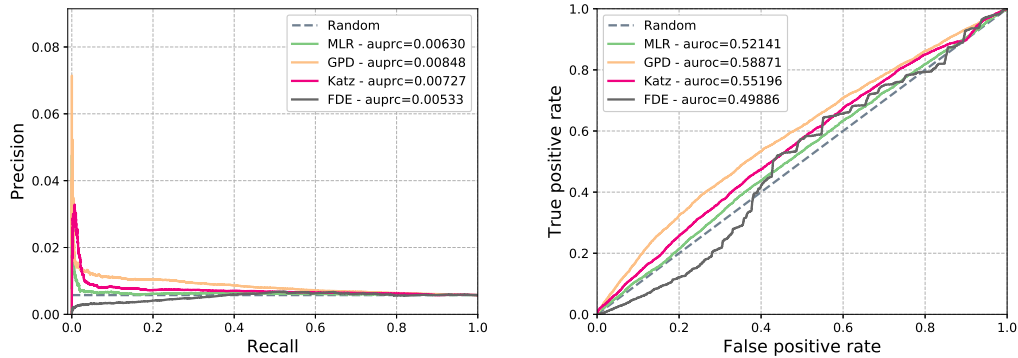 Random
MLR - auprc=0.00630
GPD - auprc=0.00848
Katz - auprc=0.00727
FDE - auprc=0.00533
0.08
0.06
0.04
0.02
0.00
0.0 0.2 0.4 0.6 0.8 1.0
Precision
Recall
Random
MLR - auroc=0.52141
GPD - auroc=0.58871
Katz - auroc=0.55196
FDE - auroc=0.49886
1.0
0.8
0.6
0.4
0.2
0.0
0.0 0.2 0.4 0.6 0.8 1.0
True positive rate
False positive rate